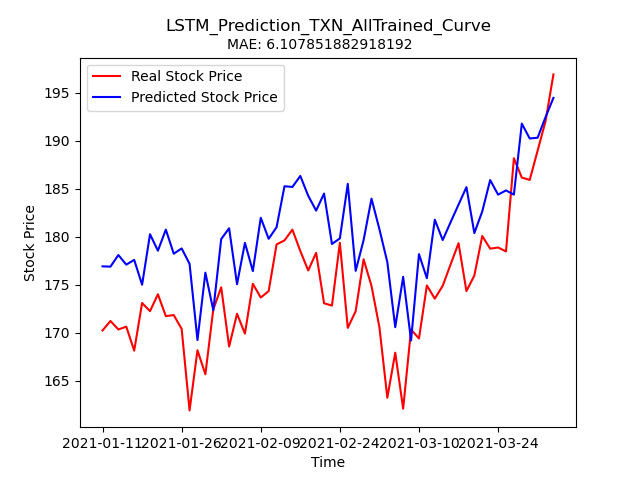 LSTM_Prediction_TXN_AllTrained_Curve
MAE: 6.107851882918192
Real Stock Price
Predicted Stock Price
Stock Price
195
190
185
180
175
170
165
2021-01-11
2021-01-26
2021-02-09
2021-02-24
2021-03-10
2021-03-24
Time